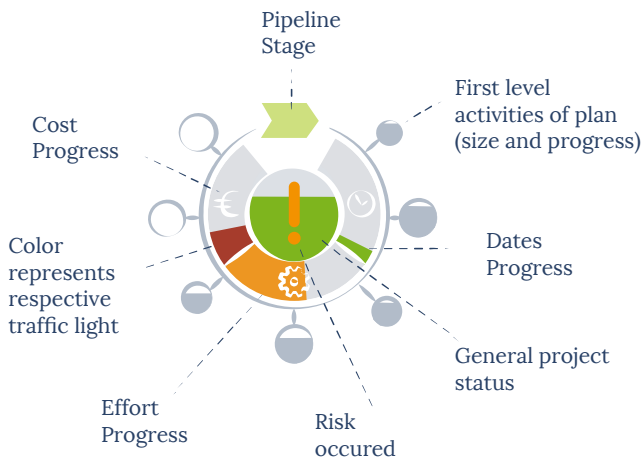 Pipeline
Stage
First level
activities of plan
(size and progress)
Cost
Progress
€
Color
represents
respective
traffic light
Dates
Progress
General project
status
Effort
Progress
Risk
occured